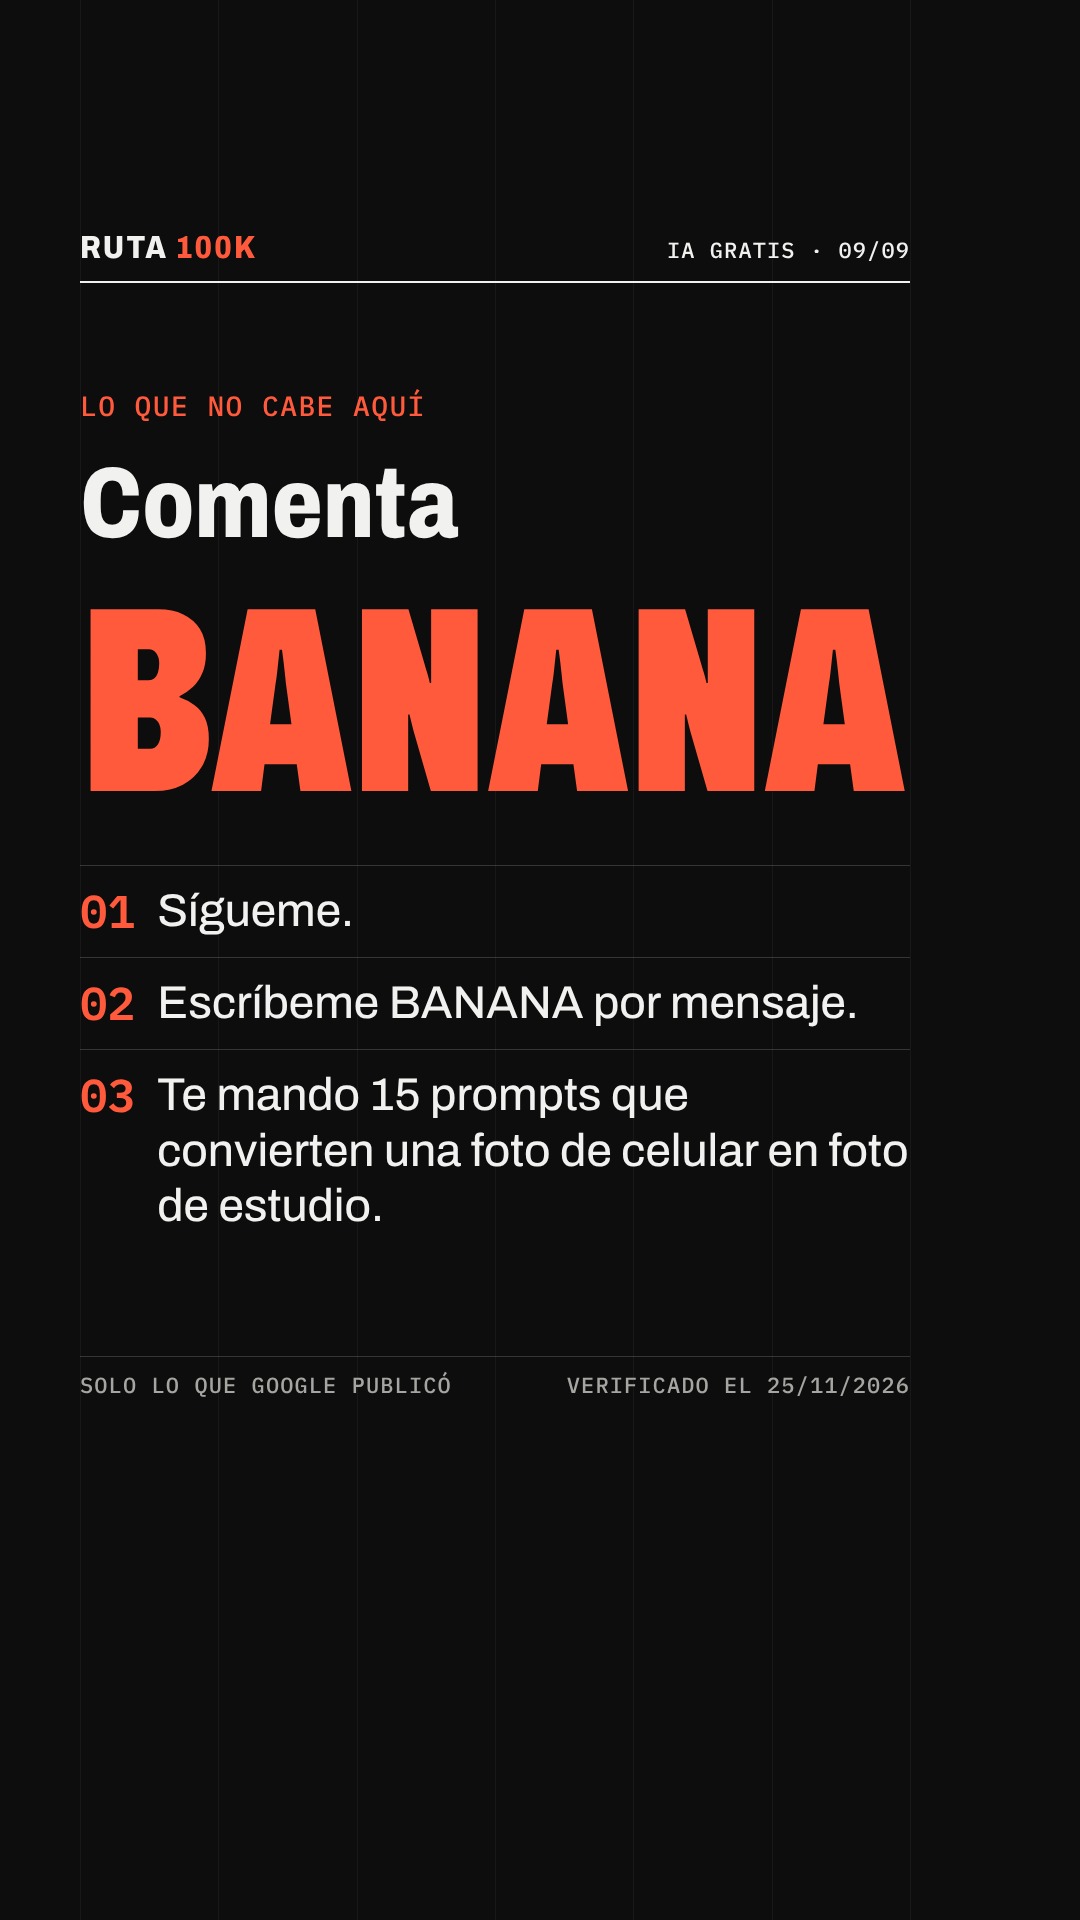 RUTA 100K
IA GRATIS · 09/09
LO QUE NO CABE AQUÍ
Comenta
BANANA
01 Sígueme.
02 Escríbeme BANANA por mensaje.
03 Te mando 15 prompts que
convierten una foto de celular en foto
de estudio.
SOLO LO QUE GOOGLE PUBLICÓ
VERIFICADO EL 25/11/2026